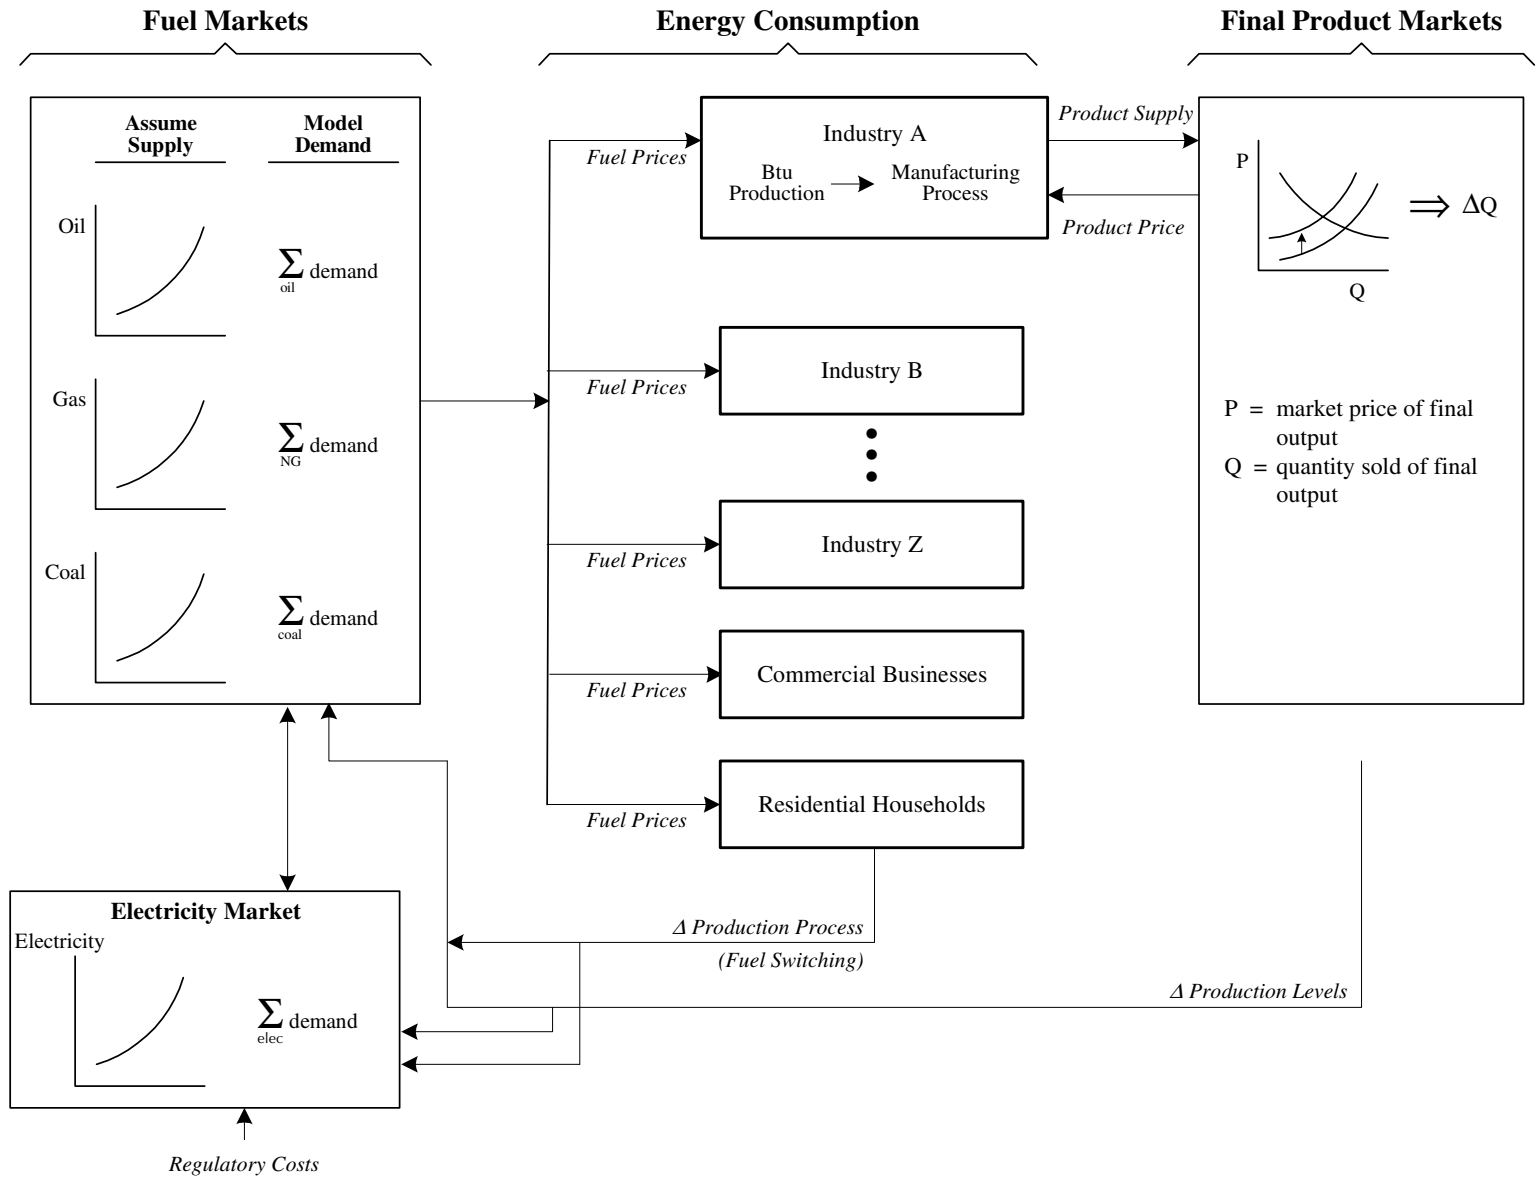 Fuel Markets
Energy Consumption
Final Product Markets
Assume
Supply
Model
Demand
Oil
Σ demand
oil
Gas
Σ demand
NG
Coal
Σ demand
coal
Fuel Prices
Industry A
Btu
Production
Manufacturing
Process
Fuel Prices
Industry B
Fuel Prices
Industry Z
Fuel Prices
Commercial Businesses
Fuel Prices
Residential Households
Product Supply
Product Price
P
Q
⇒ ΔQ
P = market price of final
output
Q = quantity sold of final
output
Electricity Market
Electricity
Σ demand
elec
Δ Production Process
(Fuel Switching)
Δ Production Levels
Regulatory Costs